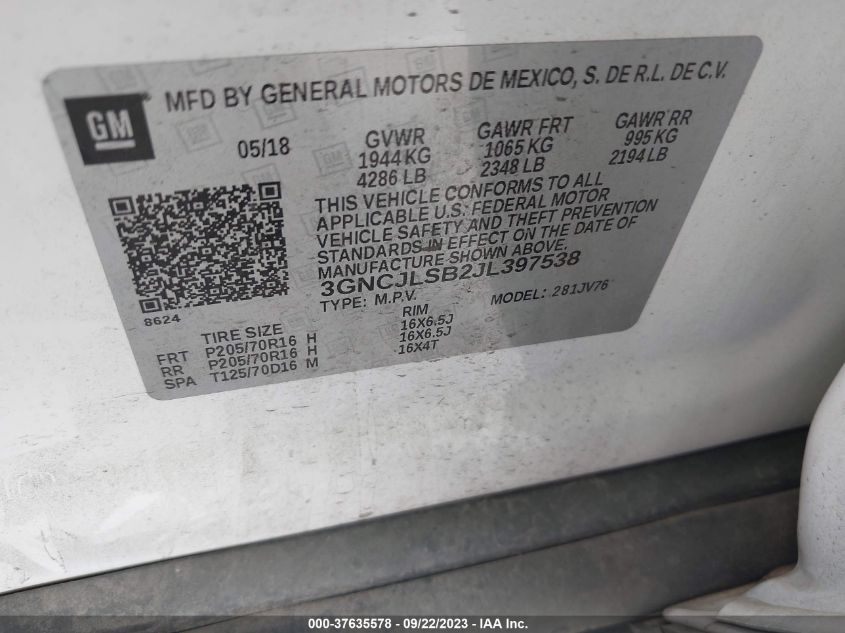 GM
MFD BY GENERAL MOTORS DE MEXICO, S. DE R.L. DE C.V.
05/18 GVWR GAWR FRT GAWR RR
1944 KG 1065 KG 995 KG
4286 LB 2348 LB 2194 LB
THIS VEHICLE CONFORMS TO ALL
APPLICABLE U.S. FEDERAL MOTOR
VEHICLE SAFETY AND THEFT PREVENTION
STANDARDS IN EFFECT ON THE DATE OF
MANUFACTURE SHOWN ABOVE.
3GNCJLSB2JL397538
TYPE: M.P.V. MODEL: 281JV76
8624
TIRE SIZE RIM
FRT P205/70R16 H 16X6.5J
RR P205/70R16 H 16X6.5J
SPA T125/70D16 M 16X4T
000-37635578 - 09/22/2023 - IAA Inc.